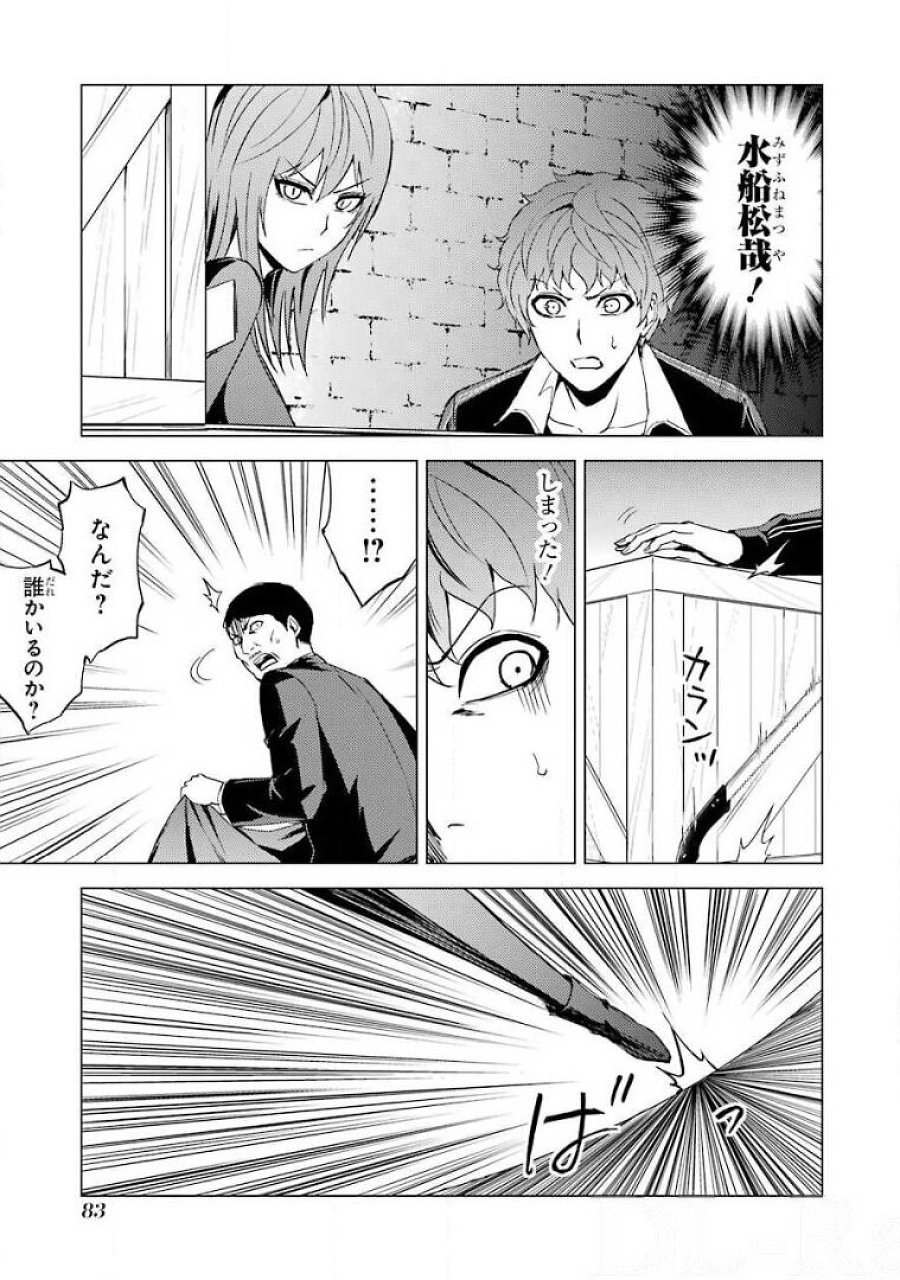 水船松哉！
みずふねまつや
カランッ
しまった！
……
……!?
なんだ？
誰かいるのか？
だれ
ばッ
83